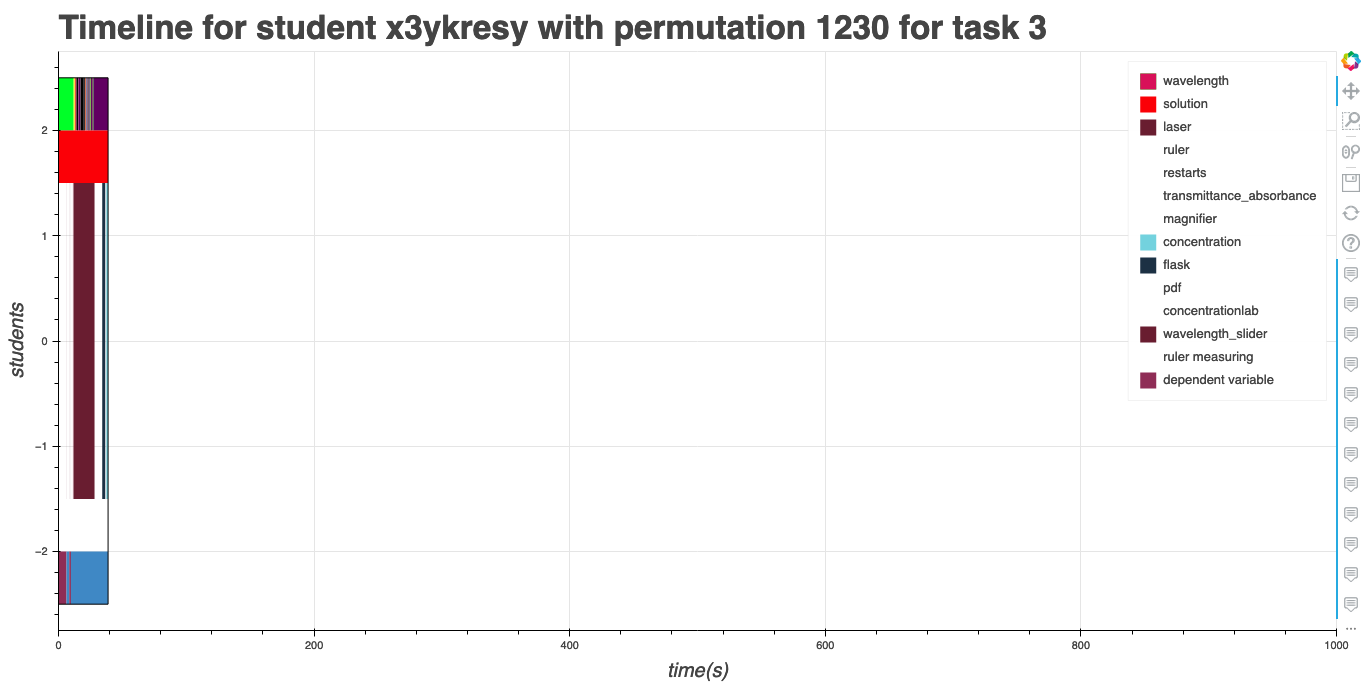 Timeline for student x3ykresy with permutation 1230 for task 3
wavelength
solution
laser
ruler
restarts
transmittance_absorbance
magnifier
concentration
flask
pdf
concentrationlab
wavelength_slider
ruler measuring
dependent variable
students
2
1
0
−1
−2
0 200 400 600 800 1000
time(s)